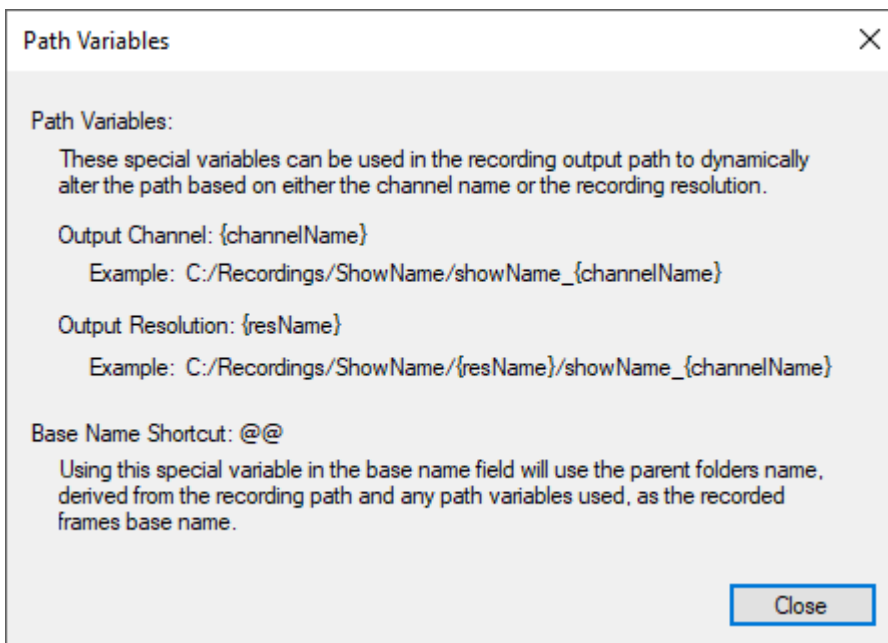 Path Variables
Path Variables:
These special variables can be used in the recording output path to dynamically
alter the path based on either the channel name or the recording resolution.
Output Channel: {channelName}
Example: C:/Recordings/ShowName/showName_{channelName}
Output Resolution: {resName}
Example: C:/Recordings/ShowName/{resName}/showName_{channelName}
Base Name Shortcut: @@
Using this special variable in the base name field will use the parent folders name,
derived from the recording path and any path variables used, as the recorded
frames base name.
Close